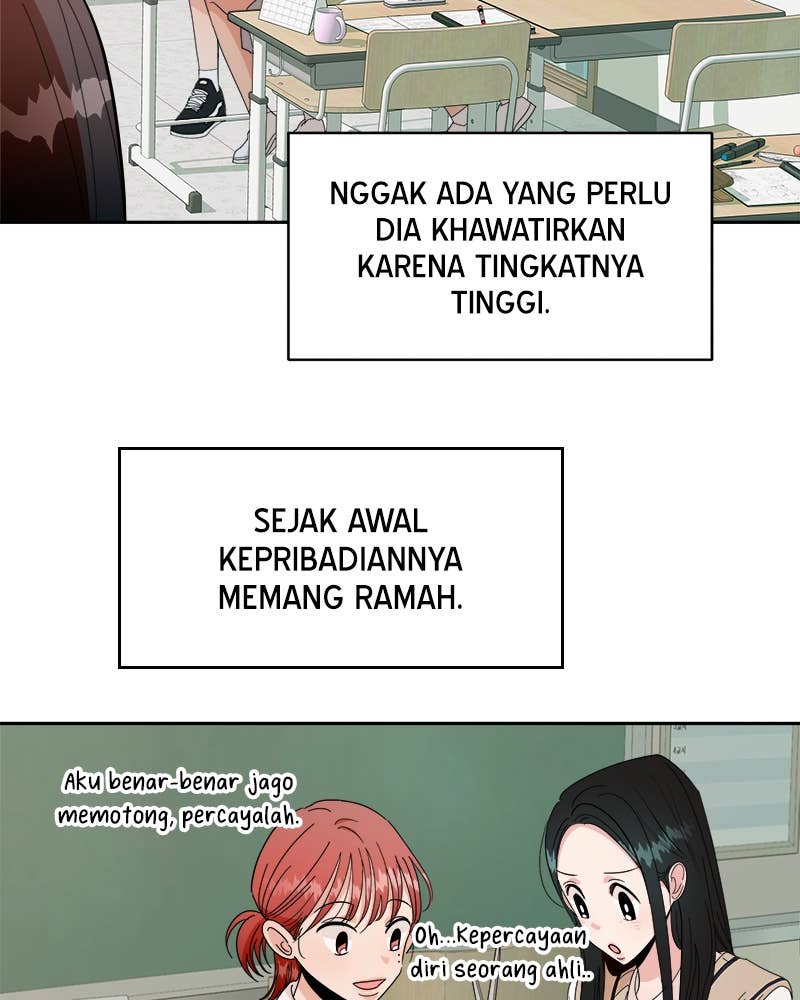 NGGAK ADA YANG PERLU
DIA KHAWATIRKAN
KARENA TINGKATNYA
TINGGI.
SEJAK AWAL
KEPRIBADIANNYA
MEMANG RAMAH.
Aku benar-benar jago
memotong, percayalah.
Oh...Kepercayaan
diri seorang ahli..